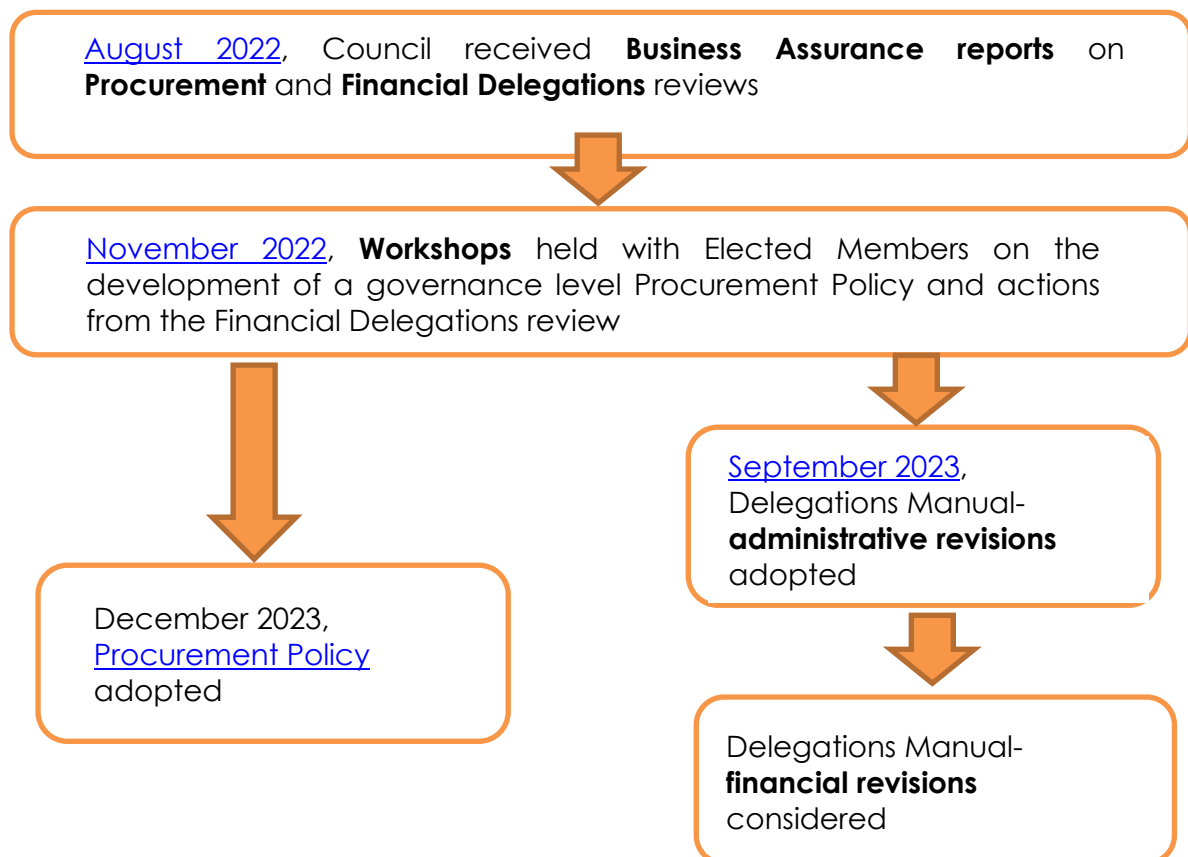 August 2022, Council received Business Assurance reports on
Procurement and Financial Delegations reviews
November 2022, Workshops held with Elected Members on the
development of a governance level Procurement Policy and actions
from the Financial Delegations review
September 2023,
Delegations Manual-
administrative revisions
adopted
December 2023,
Procurement Policy
adopted
Delegations Manual-
financial revisions
considered